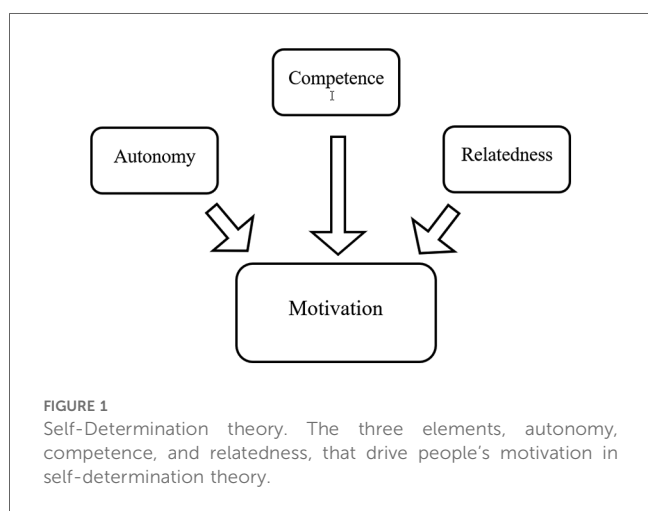 Competence
Autonomy
Relatedness
Motivation
FIGURE 1
Self-Determination theory. The three elements, autonomy,
competence, and relatedness, that drive people's motivation in
self-determination theory.